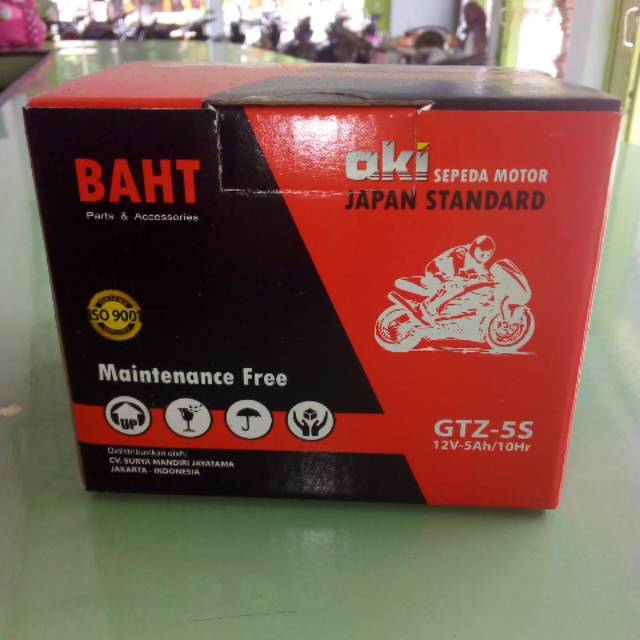 BAHT
Parts & Accessories
aki SEPEDA MOTOR
JAPAN STANDARD
ISO 9001
Maintenance Free
UP
GTZ-5S
12V-5Ah/10Hr
Didistribusikan oleh:
CV. SURYA MANDIRI JAYATAMA
JAKARTA - INDONESIA